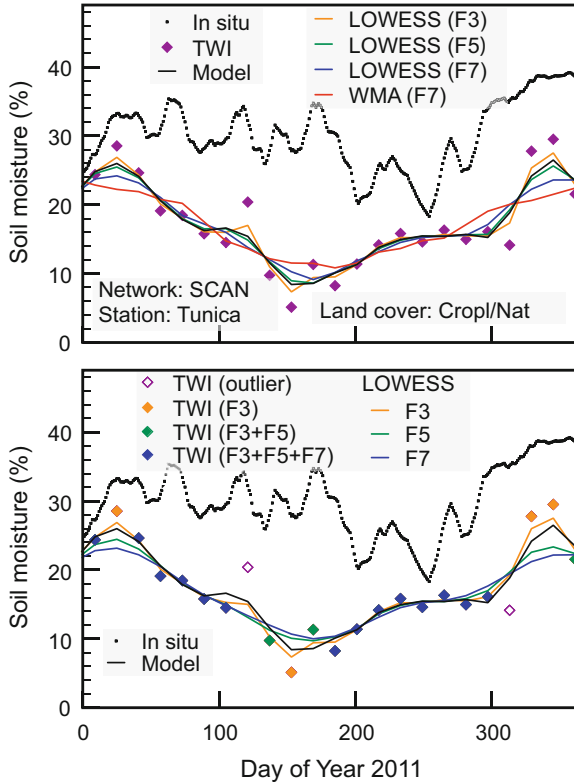 In situ
TWI
Model
LOWESS (F3)
LOWESS (F5)
LOWESS (F7)
WMA (F7)
Soil moisture (%)
40
30
20
10
0
Network: SCAN
Station: Tunica
Land cover: Cropl/Nat
TWI (outlier)
TWI (F3)
TWI (F3+F5)
TWI (F3+F5+F7)
LOWESS
F3
F5
F7
Soil moisture (%)
40
30
20
10
0
In situ
Model
0 100 200 300
Day of Year 2011